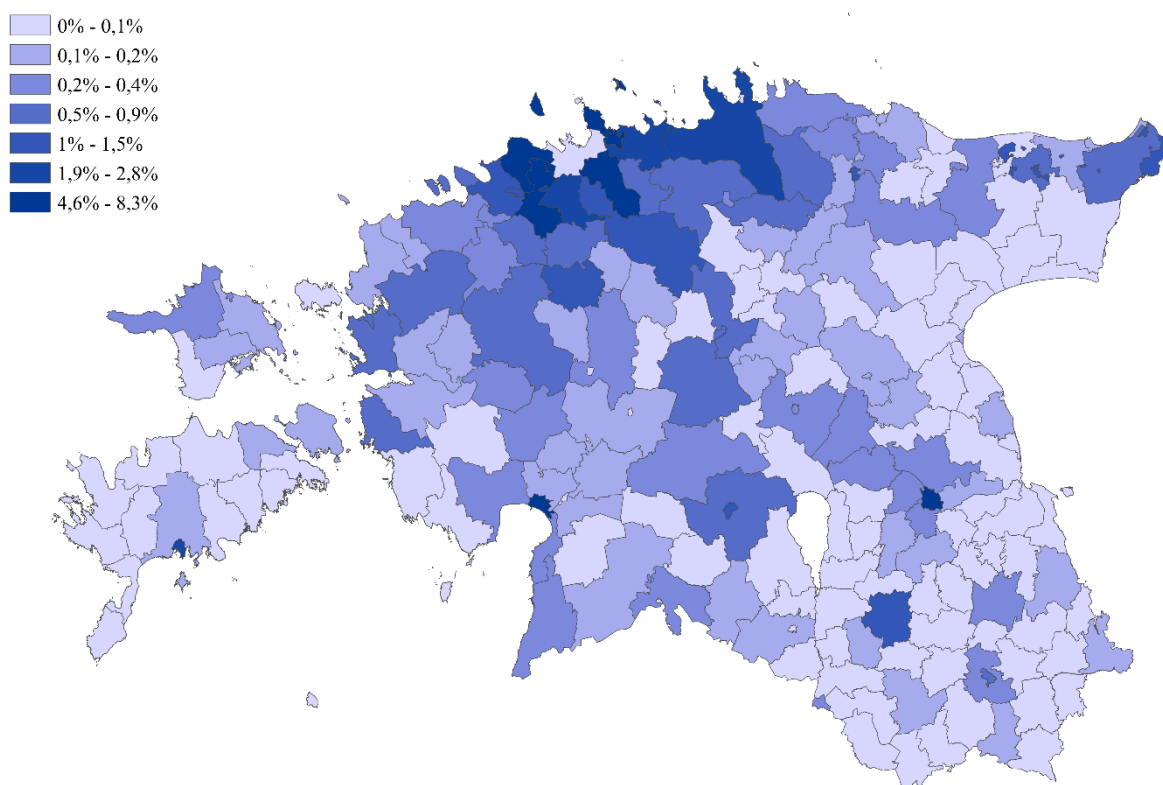 0% - 0,1%
0,1% - 0,2%
0,2% - 0,4%
0,5% - 0,9%
1% - 1,5%
1,9% - 2,8%
4,6% - 8,3%